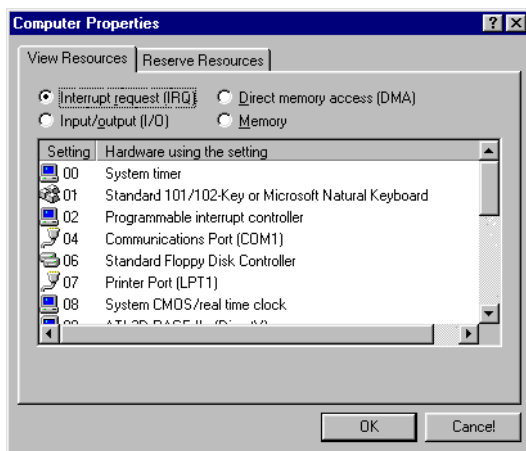 Computer Properties
View Resources Reserve Resources
Interrupt request (IRQ) Direct memory access (DMA)
Input/output (I/O) Memory
Setting Hardware using the setting
00 System timer
01 Standard 101/102-Key or Microsoft Natural Keyboard
02 Programmable interrupt controller
04 Communications Port (COM1)
06 Standard Floppy Disk Controller
07 Printer Port (LPT1)
08 System CMOS/real time clock
OK Cancel